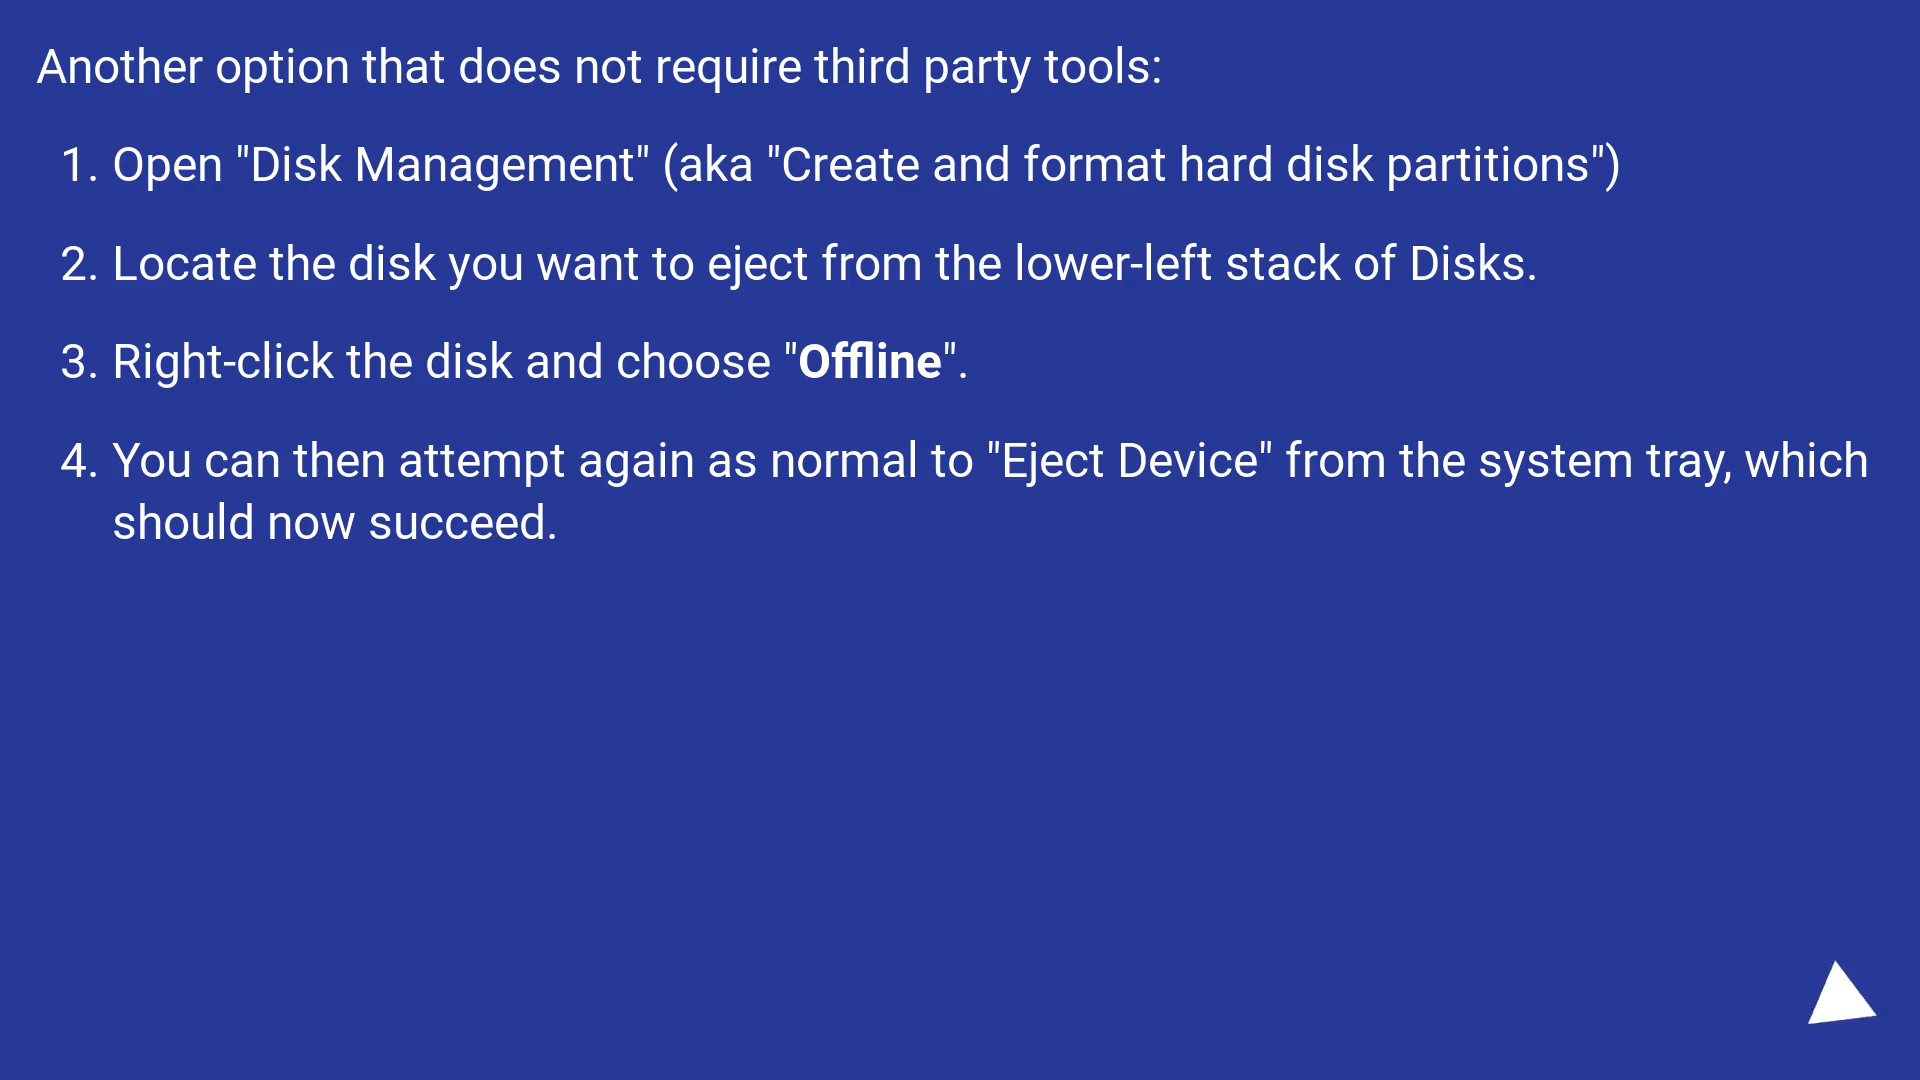 Another option that does not require third party tools:
1. Open "Disk Management" (aka "Create and format hard disk partitions")
2. Locate the disk you want to eject from the lower-left stack of Disks.
3. Right-click the disk and choose "Offline".
4. You can then attempt again as normal to "Eject Device" from the system tray, which
should now succeed.